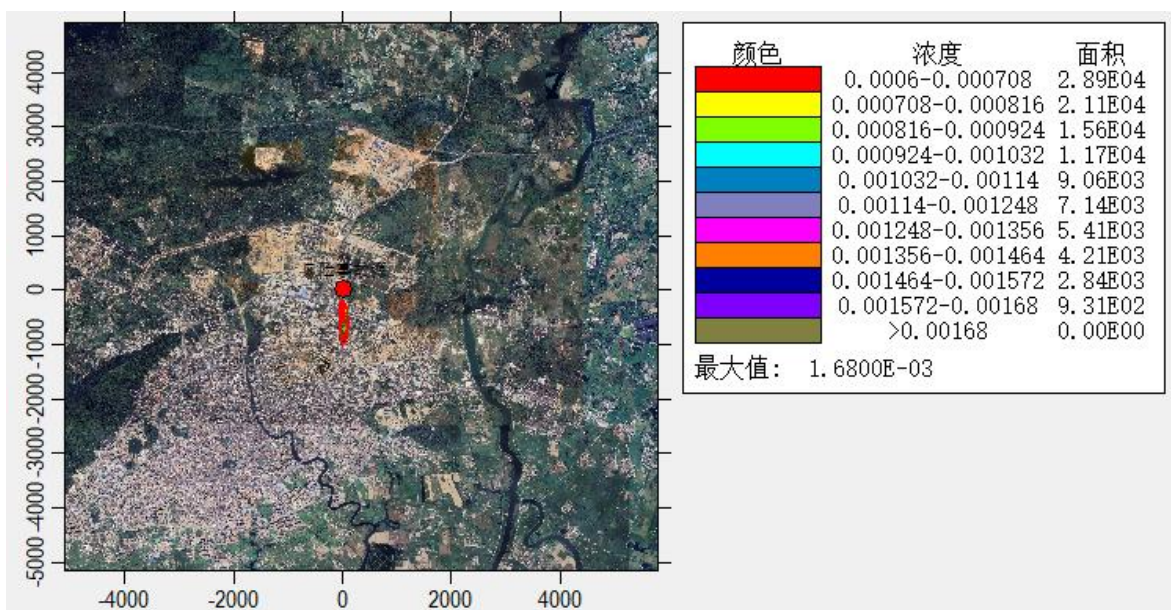 -4000 -2000 0 2000 4000
4000
3000
2000
1000
0
-1000
-2000
-3000
-4000
-5000
颜色 浓度 面积
0.0006-0.000708 2.89E04
0.000708-0.000816 2.11E04
0.000816-0.000924 1.56E04
0.000924-0.001032 1.17E04
0.001032-0.00114 9.06E03
0.00114-0.001248 7.14E03
0.001248-0.001356 5.41E03
0.001356-0.001464 4.21E03
0.001464-0.001572 2.84E03
0.001572-0.00168 9.31E02
>0.00168 0.00E00
最大值: 1.6800E-03